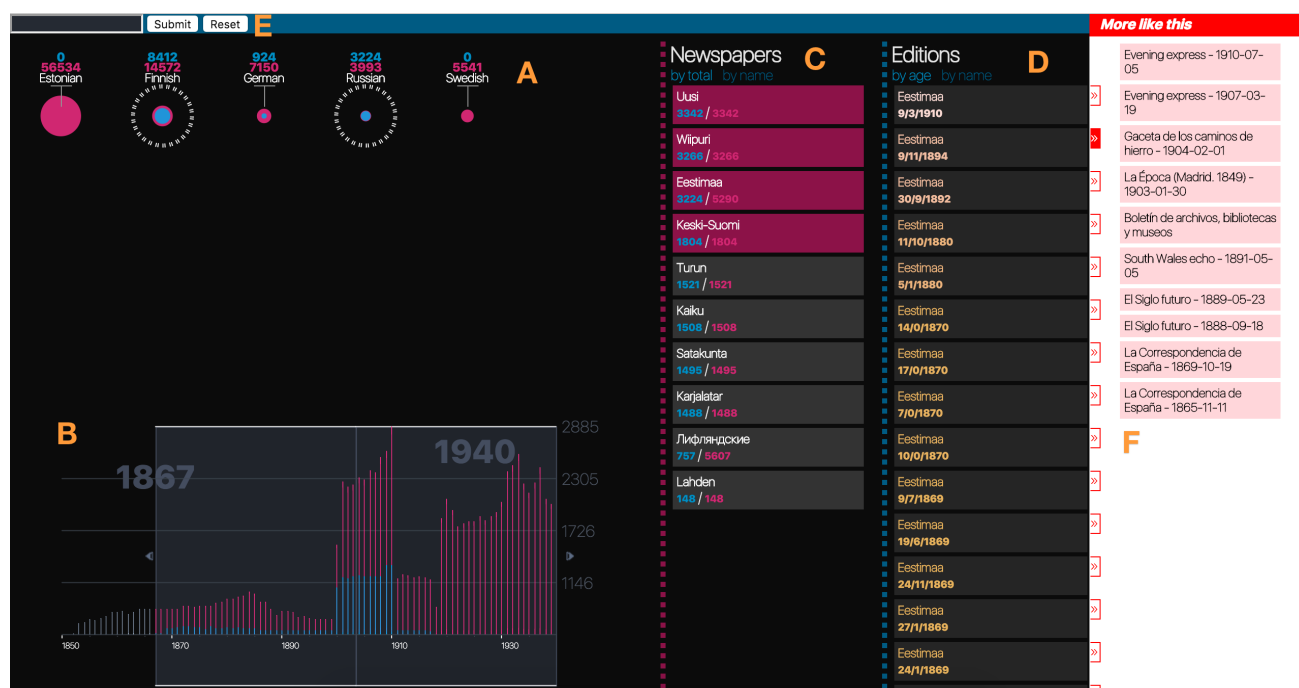 Submit Reset E
0 8412 924 3224 0
56534 14572 7150 3993 5541
Estonian Finnish German Russian Swedish
A
B
1867
1940
2885
2305
1726
1146
1850 1870 1890 1910 1930
Newspapers
C
by total by name
Uusi
3342 / 3342
Wiipuri
3266 / 3266
Eestimaa
3224 / 5290
Keski-Suomi
1804 / 1804
Turun
1521 / 1521
Kaiku
1508 / 1508
Satakunta
1495 / 1495
Karjalatar
1488 / 1488
Лифляндские
757 / 5607
Lahden
148 / 148
Editions
D
by age by name
Eestimaa
9/3/1910
Eestimaa
9/11/1894
Eestimaa
30/9/1892
Eestimaa
11/10/1880
Eestimaa
5/1/1880
Eestimaa
14/0/1870
Eestimaa
17/0/1870
Eestimaa
7/0/1870
Eestimaa
10/0/1870
Eestimaa
9/7/1869
Eestimaa
19/6/1869
Eestimaa
24/11/1869
Eestimaa
27/1/1869
Eestimaa
24/1/1869
More like this
Evening express - 1910-07-
05
Evening express - 1907-03-
19
Gaceta de los caminos de
hierro - 1904-02-01
La Época (Madrid. 1849) -
1903-01-30
Boletín de archivos, bibliotecas
y museos
South Wales echo - 1891-05-
05
El Siglo futuro - 1889-05-23
El Siglo futuro - 1888-09-18
La Correspondencia de
España - 1869-10-19
La Correspondencia de
España - 1865-11-11
F